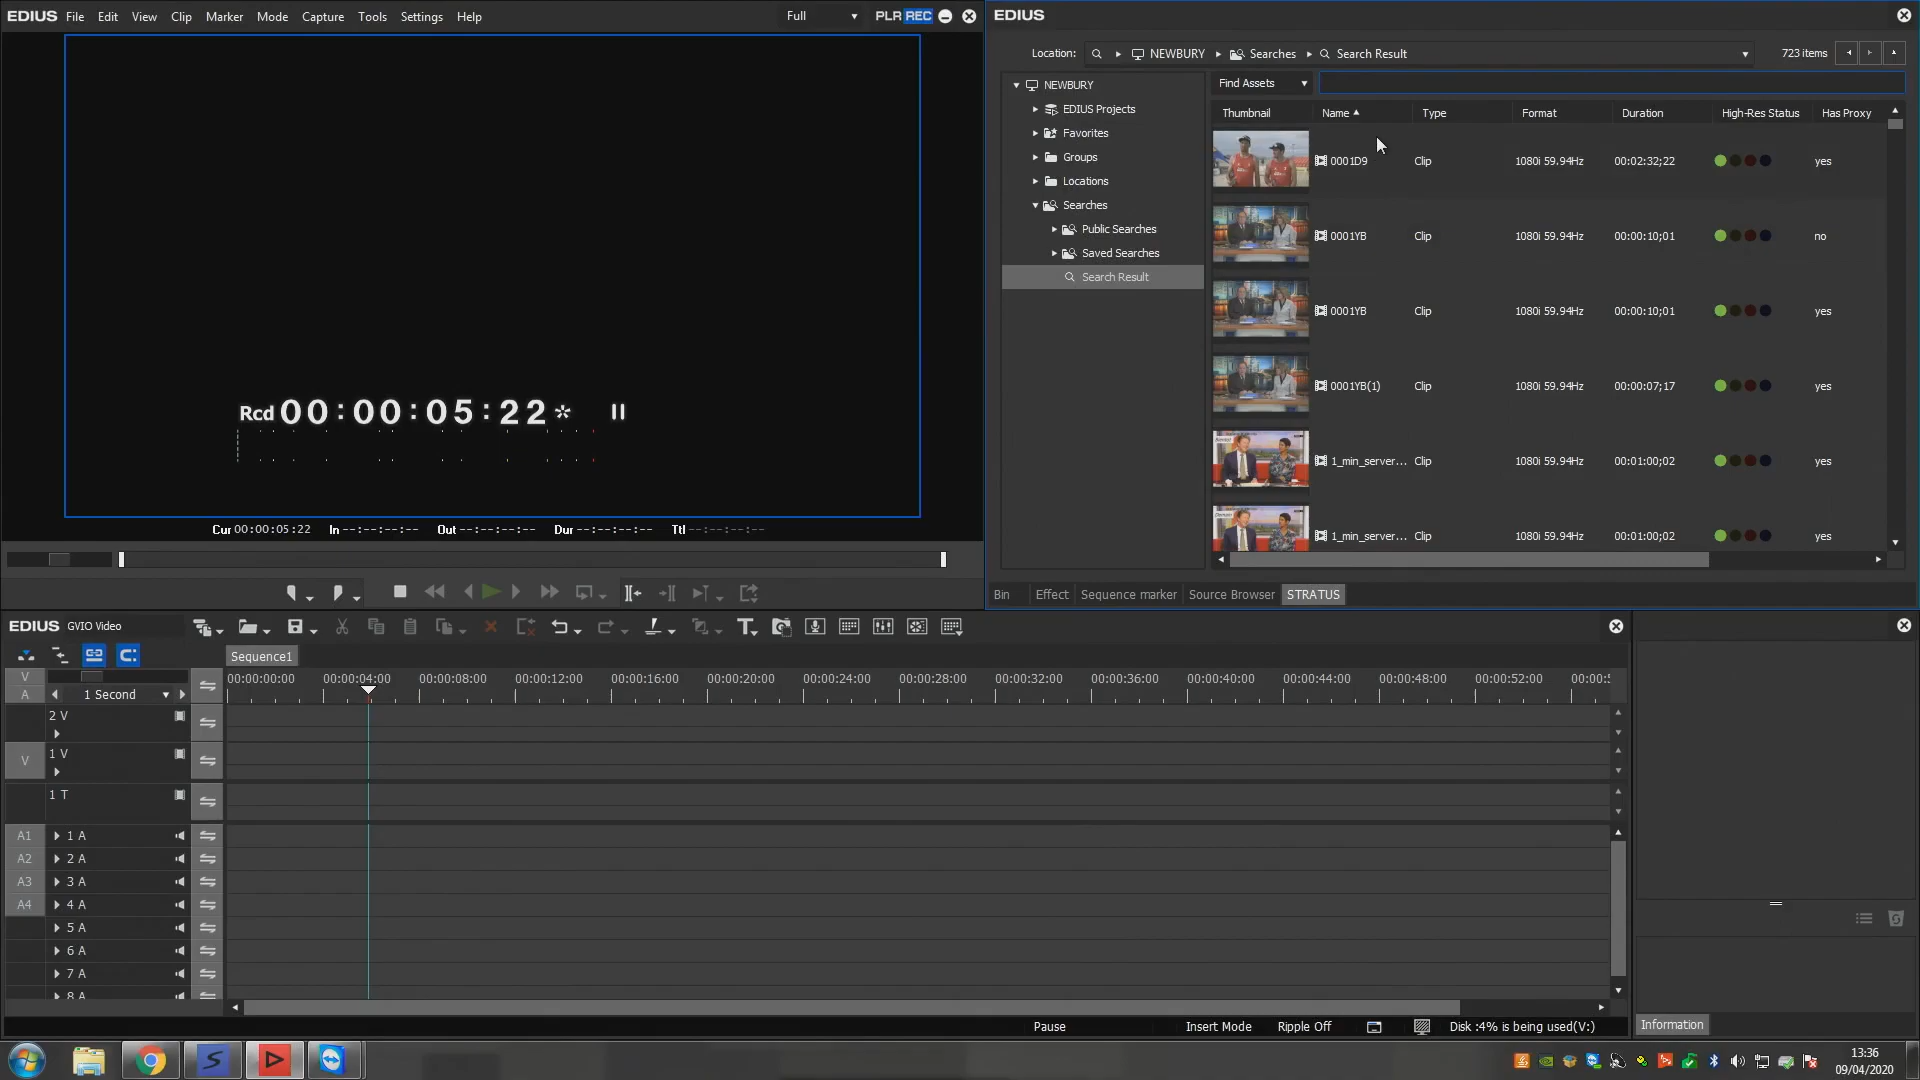 EDIUS File Edit View Clip Marker Mode Capture Tools Settings Help Full PLR REC
Rcd 00:00:05:22 *
Cur 00:00:05:22 In --:--:--:-- Out --:--:--:-- Dur --:--:--:-- Ttl --:--:--:--
EDIUS
Location: NEWBURY Searches Search Result 723 items
NEWBURY
EDIUS Projects
Favorites
Groups
Locations
Searches
Public Searches
Saved Searches
Search Result
Find Assets
Thumbnail Name Type Format Duration High-Res Status Has Proxy
0001D9 Clip 1080i 59.94Hz 00:02:32;22 yes
0001YB Clip 1080i 59.94Hz 00:00:10;01 no
0001YB Clip 1080i 59.94Hz 00:00:10;01 yes
0001YB(1) Clip 1080i 59.94Hz 00:00:07;17 yes
1_min_server... Clip 1080i 59.94Hz 00:01:00;02 yes
1_min_server... Clip 1080i 59.94Hz 00:01:00;02 yes
Bin Effect Sequence marker Source Browser STRATUS
EDIUS GVIO Video
Sequence1
V
A 1 Second
00:00:00:00 00:00:04:00 00:00:08:00 00:00:12:00 00:00:16:00 00:00:20:00 00:00:24:00 00:00:28:00 00:00:32:00 00:00:36:00 00:00:40:00 00:00:44:00 00:00:48:00 00:00:52:00 00:00:5
2 V
V 1 V
1 T
A1 1 A
A2 2 A
A3 3 A
A4 4 A
5 A
6 A
7 A
8 A
Pause Insert Mode Ripple Off Disk :4% is being used(V:)
Information
13:36
09/04/2020